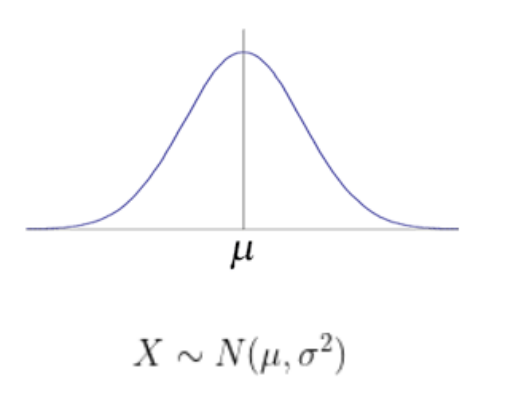 μ
X ∼ N(μ, σ²)